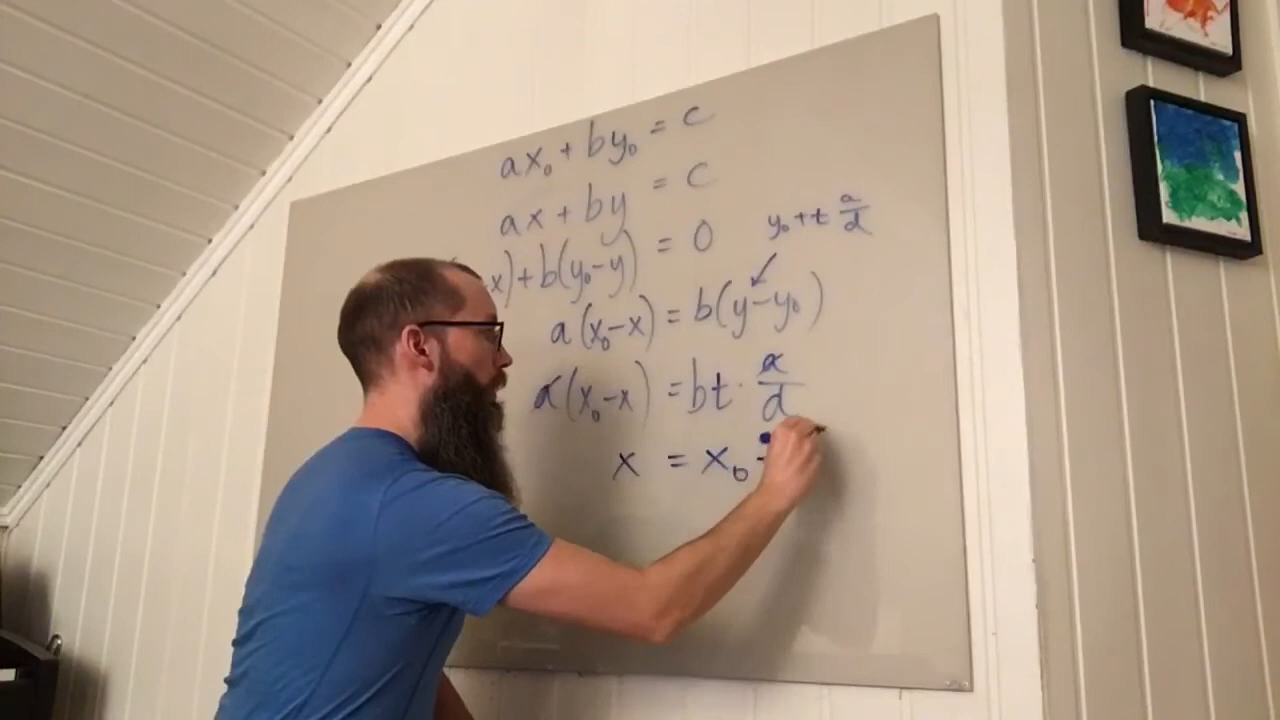 ax₀ + by₀ = c
ax + by = c
x) + b(y₀ - y) = 0
y₀ + t a/d
a(x₀ - x) = b(y - y₀)
a(x₀ - x) = bt · a/d
x = x₀